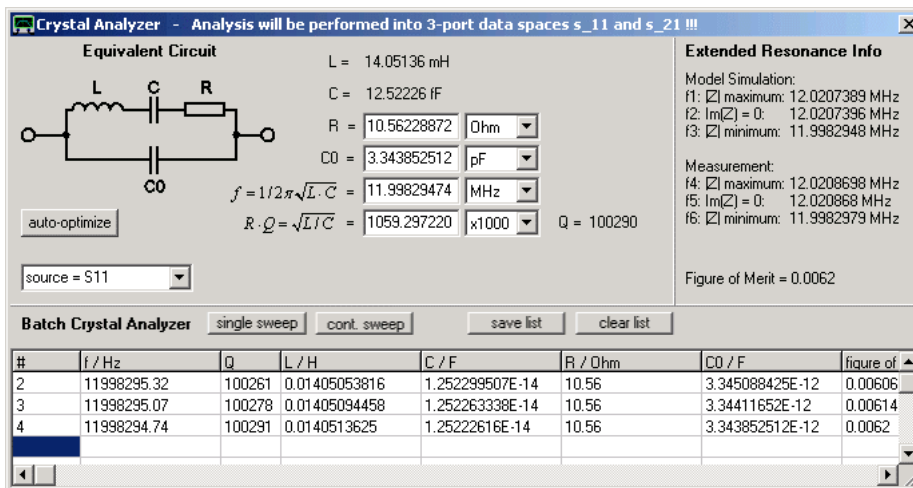 Crystal Analyzer - Analysis will be performed into 3-port data spaces s_11 and s_21 !!!
Equivalent Circuit
L
C
R
C0
L = 14.05136 mH
C = 12.52226 fF
R = 10.56228872 Ohm
C0 = 3.343852512 pF
f = 1/2π√L·C = 11.99829474 MHz
R·Q = √L/C = 1059.297220 x1000 Q = 100290
auto-optimize
source = S11
Extended Resonance Info
Model Simulation:
f1: |Z| maximum: 12.0207389 MHz
f2: Im(Z) = 0: 12.0207396 MHz
f3: |Z| minimum: 11.9982948 MHz
Measurement:
f4: |Z| maximum: 12.0208698 MHz
f5: Im(Z) = 0: 12.020868 MHz
f6: |Z| minimum: 11.9982979 MHz
Figure of Merit = 0.0062
Batch Crystal Analyzer single sweep cont. sweep save list clear list
# f / Hz Q L / H C / F R / Ohm C0 / F figure of
2 11998295.32 100261 0.01405053816 1.252299507E-14 10.56 3.345088425E-12 0.00606
3 11998295.07 100278 0.01405094458 1.252263338E-14 10.56 3.34411652E-12 0.00614
4 11998294.74 100291 0.0140513625 1.25222616E-14 10.56 3.343852512E-12 0.0062